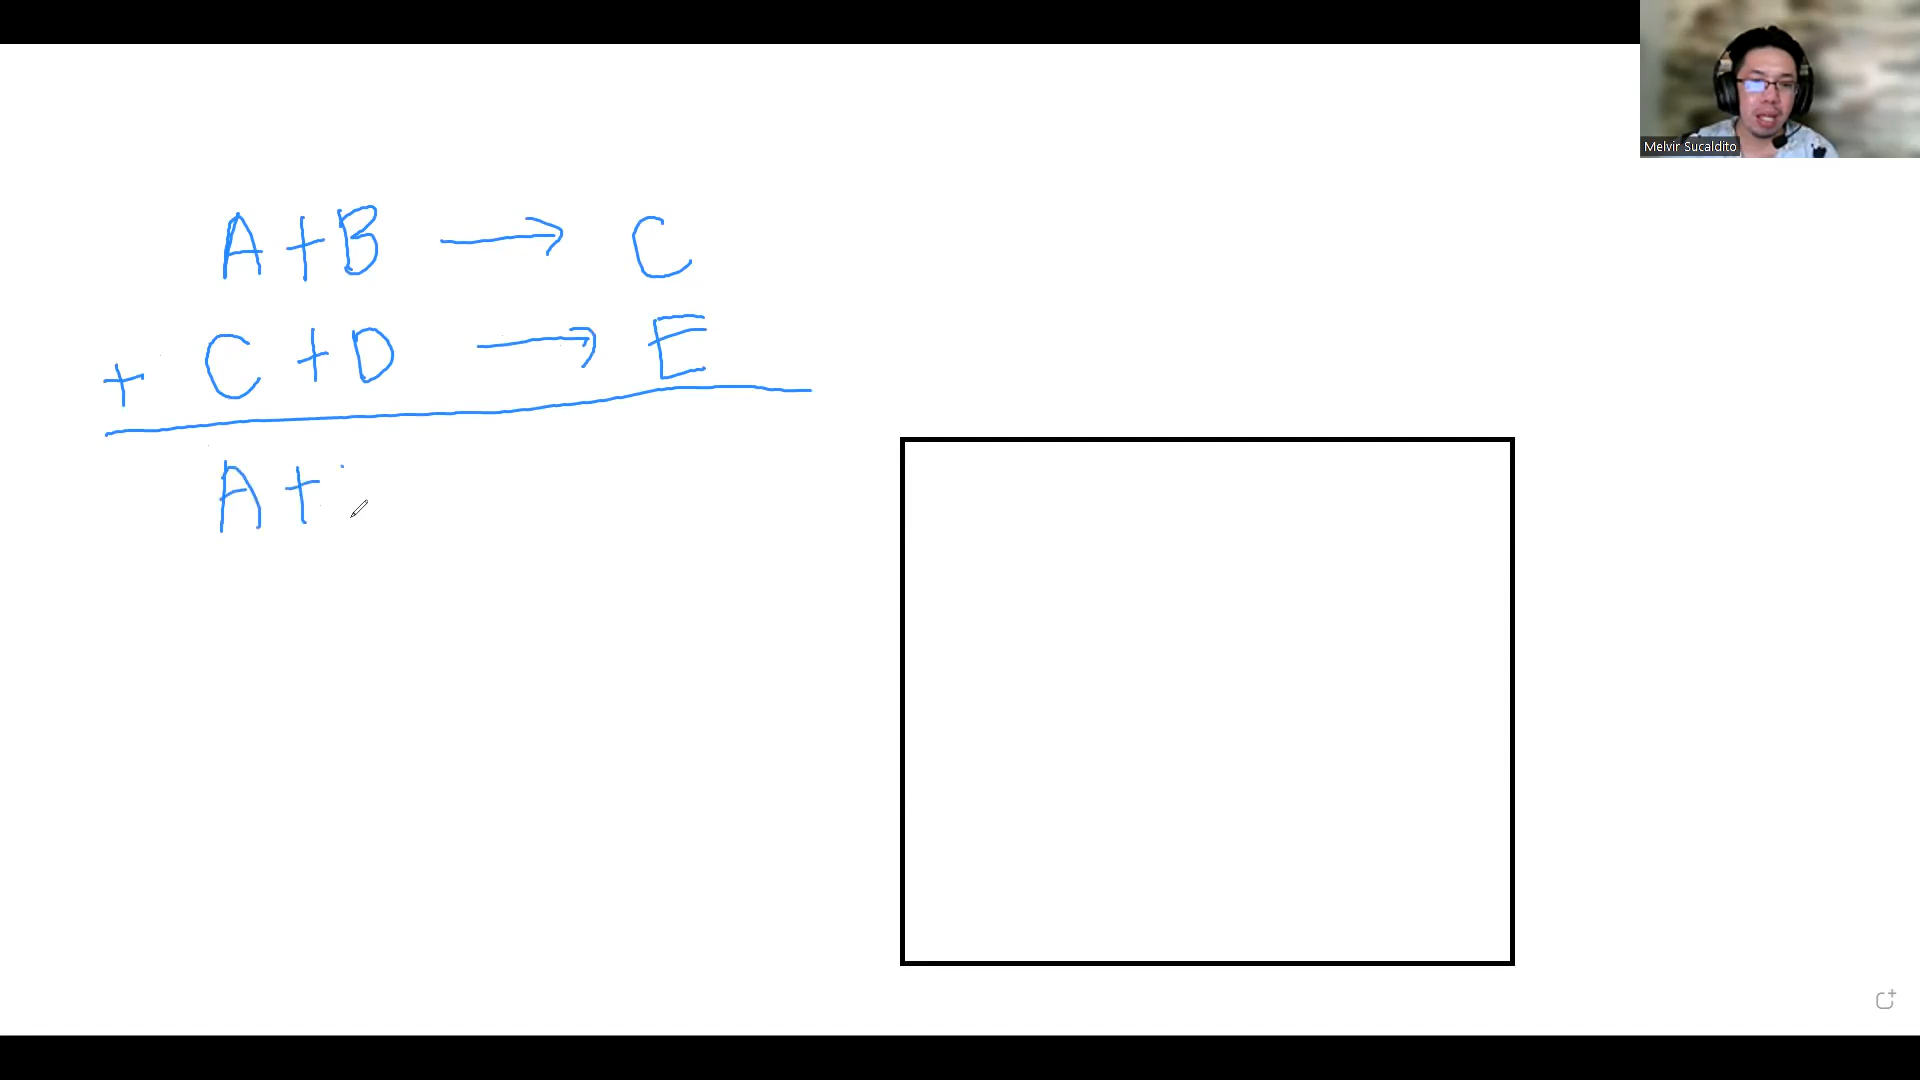 Melvir Sucaldito
A + B → C
+ C + D → E
A +